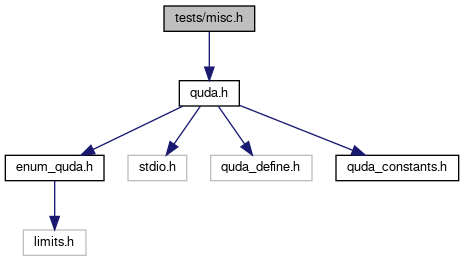 tests/misc.h
quda.h
enum_quda.h
stdio.h
quda_define.h
quda_constants.h
limits.h